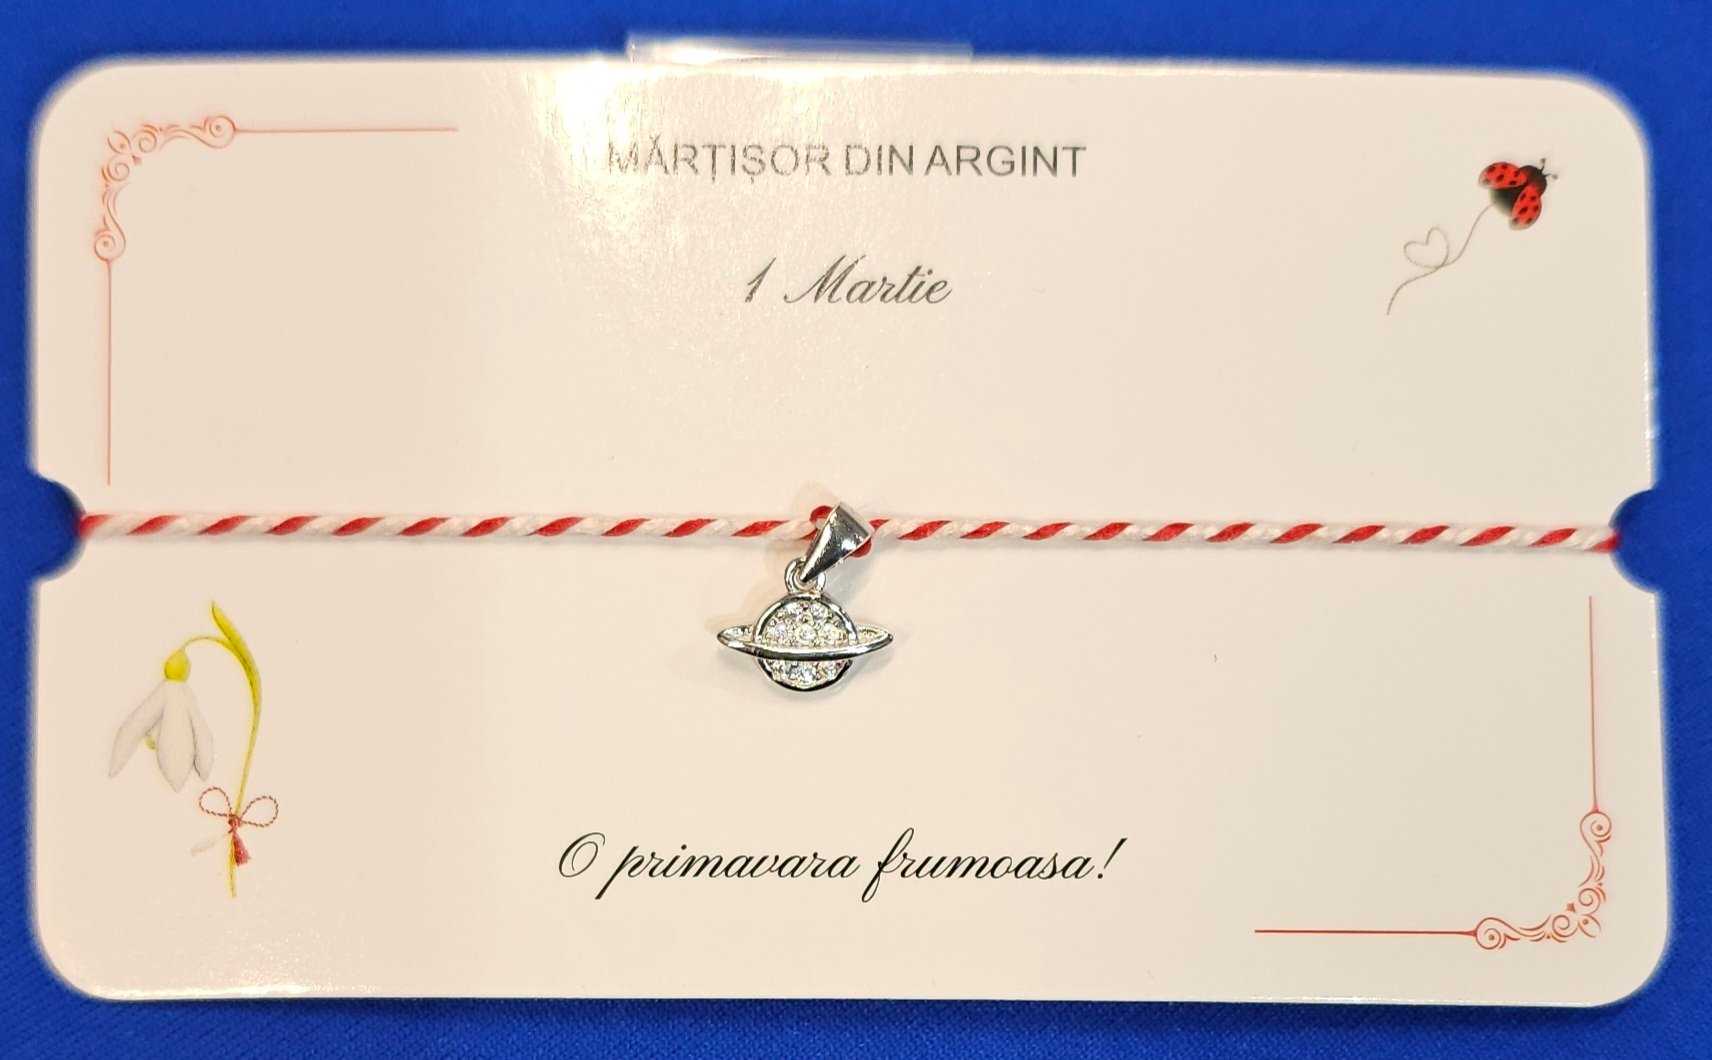 MĂRȚIȘOR DIN ARGINT
1 Martie
O primavara frumoasa!